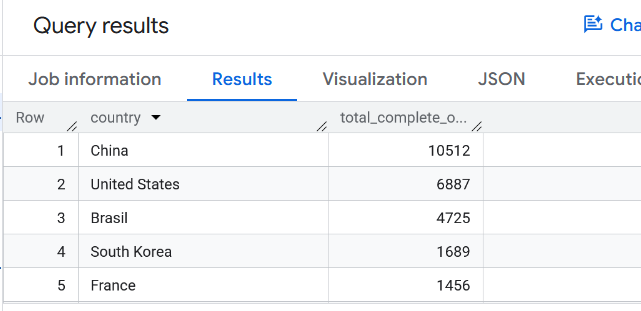 Query results Cha
Job information Results Visualization JSON Executio
Row country total_complete_o...
1 China 10512
2 United States 6887
3 Brasil 4725
4 South Korea 1689
5 France 1456